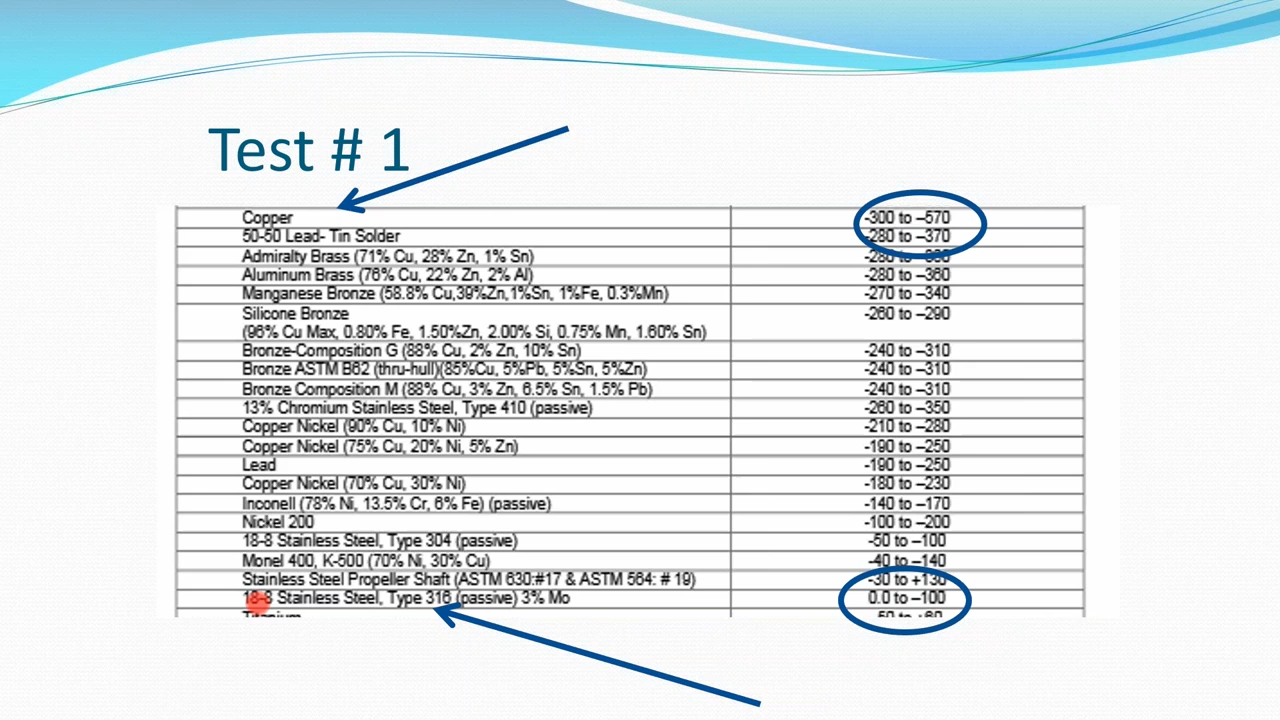 Test # 1
Copper -300 to –570
50-50 Lead- Tin Solder -280 to –370
Admiralty Brass (71% Cu, 28% Zn, 1% Sn) -280 to
Aluminum Brass (76% Cu, 22% Zn, 2% Al) -280 to –360
Manganese Bronze (58.8% Cu,39%Zn,1%Sn, 1%Fe, 0.3%Mn) -270 to –340
Silicone Bronze -260 to –290
(96% Cu Max, 0.80% Fe, 1.50%Zn, 2.00% Si, 0.75% Mn, 1.60% Sn)
Bronze-Composition G (88% Cu, 2% Zn, 10% Sn) -240 to –310
Bronze ASTM B62 (thru-hull)(85%Cu, 5%Pb, 5%Sn, 5%Zn) -240 to –310
Bronze Composition M (88% Cu, 3% Zn, 6.5% Sn, 1.5% Pb) -240 to –310
13% Chromium Stainless Steel, Type 410 (passive) -260 to –350
Copper Nickel (90% Cu, 10% Ni) -210 to –280
Copper Nickel (75% Cu, 20% Ni, 5% Zn) -190 to –250
Lead -190 to –250
Copper Nickel (70% Cu, 30% Ni) -180 to –230
Inconell (78% Ni, 13.5% Cr, 6% Fe) (passive) -140 to –170
Nickel 200 -100 to –200
18-8 Stainless Steel, Type 304 (passive) -50 to –100
Monel 400, K-500 (70% Ni, 30% Cu) -40 to –140
Stainless Steel Propeller Shaft (ASTM 630:#17 & ASTM 564: # 19) -30 to +130
18-8 Stainless Steel, Type 316 (passive) 3% Mo 0.0 to –100
Titanium